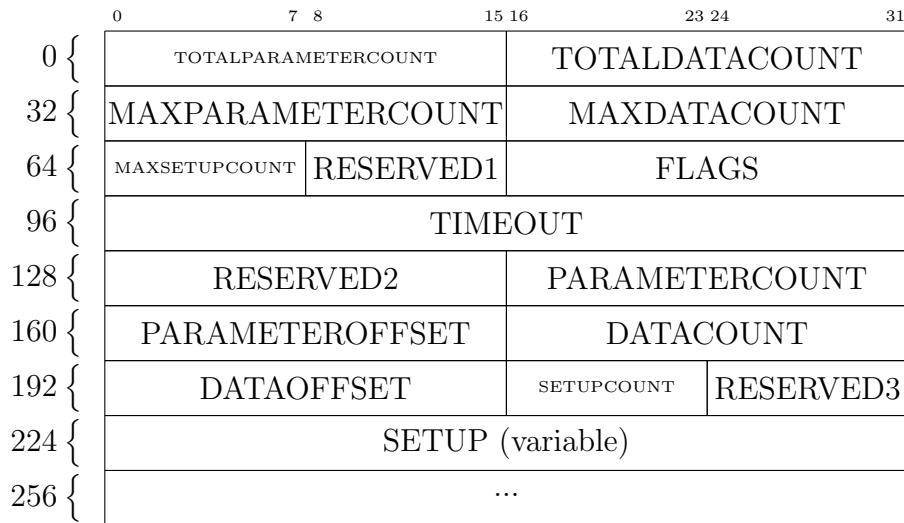 0 7 8 15 16 23 24 31
0 { TOTALPARAMETERCOUNT TOTALDATACOUNT
32 { MAXPARAMETERCOUNT MAXDATACOUNT
64 { MAXSETUPCOUNT RESERVED1 FLAGS
96 { TIMEOUT
128 { RESERVED2 PARAMETERCOUNT
160 { PARAMETEROFFSET DATACOUNT
192 { DATAOFFSET SETUPCOUNT RESERVED3
224 { SETUP (variable)
256 { ...